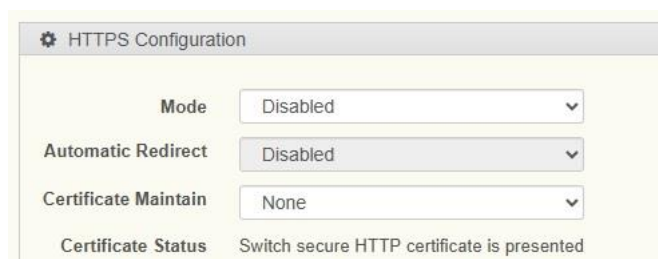 HTTPS Configuration
Mode Disabled
Automatic Redirect Disabled
Certificate Maintain None
Certificate Status Switch secure HTTP certificate is presented